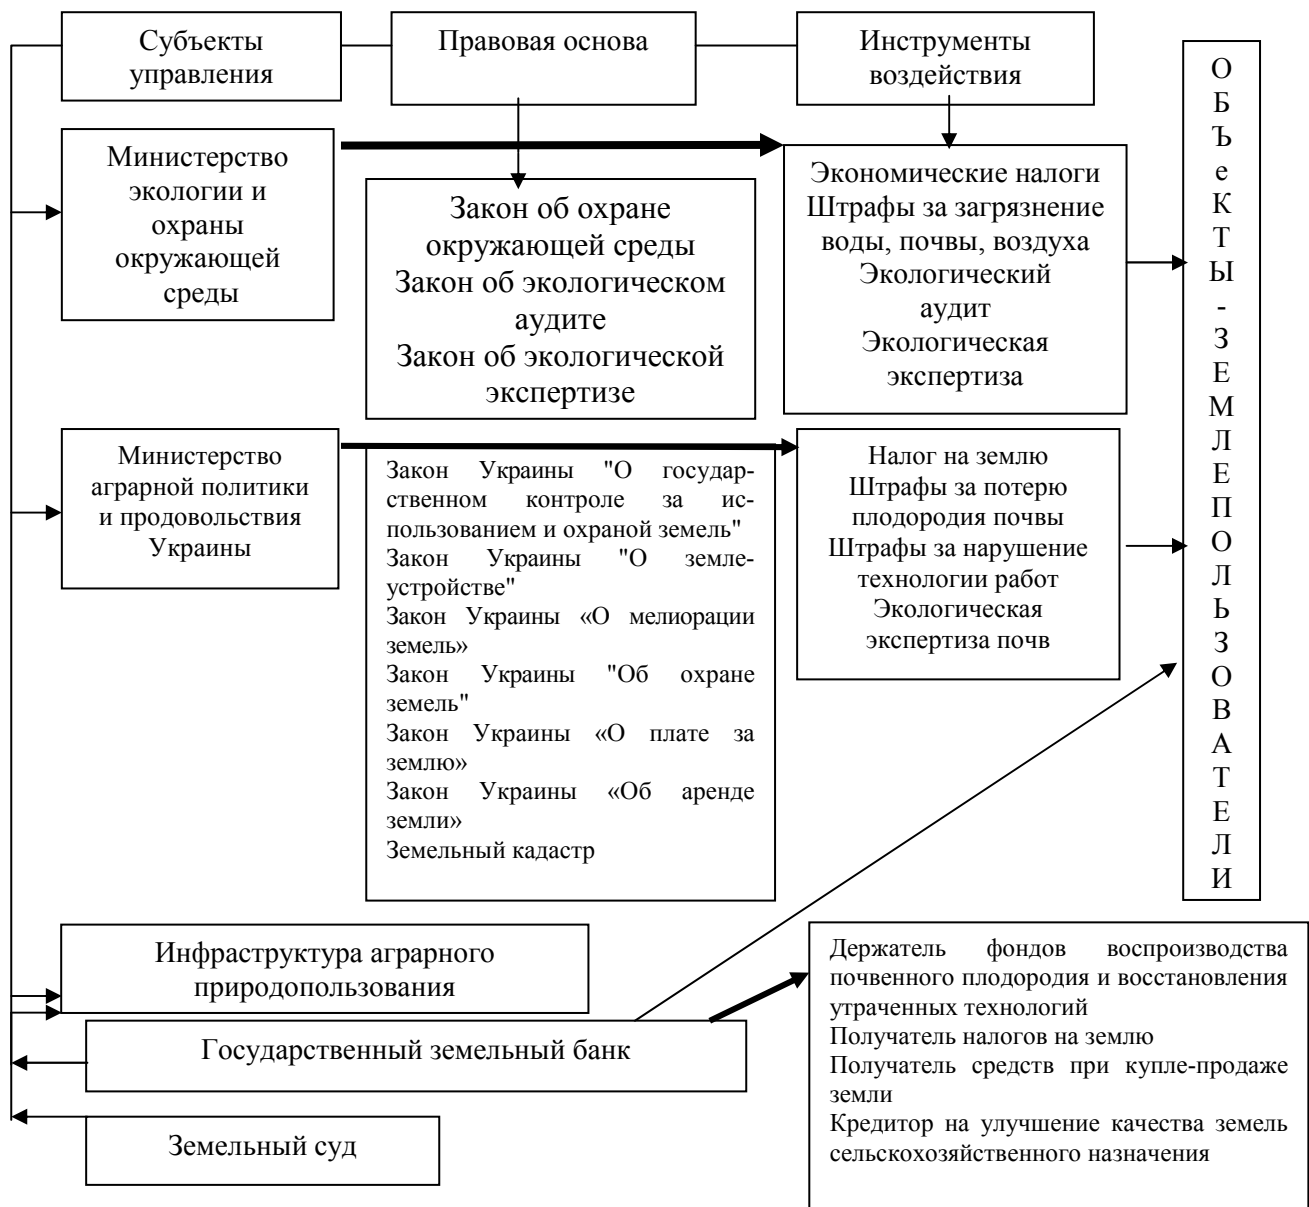 Субъекты
управления
Правовая основа
Инструменты
воздействия
Министерство
экологии и
охраны
окружающей
среды
Закон об охране
окружающей среды
Закон об экологическом
аудите
Закон об экологической
экспертизе
Экономические налоги
Штрафы за загрязнение
воды, почвы, воздуха
Экологический
аудит
Экологическая
экспертиза
Министерство
аграрной политики
и продовольствия
Украины
Закон Украины "О государ-
ственном контроле за ис-
пользованием и охраной земель"
Закон Украины "О земле-
устройстве"
Закон Украины «О мелиорации
земель»
Закон Украины "Об охране
земель"
Закон Украины «О плате за
землю»
Закон Украины «Об аренде
земли»
Земельный кадастр
Налог на землю
Штрафы за потерю
плодородия почвы
Штрафы за нарушение
технологии работ
Экологическая
экспертиза почв
О
Б
Ъ
е
К
Т
Ы
-
З
Е
М
Л
Е
П
О
Л
Ь
З
О
В
А
Т
Е
Л
И
Инфраструктура аграрного
природопользования
Государственный земельный банк
Земельный суд
Держатель фондов воспроизводства
почвенного плодородия и восстановления
утраченных технологий
Получатель налогов на землю
Получатель средств при купле-продаже
земли
Кредитор на улучшение качества земель
сельскохозяйственного назначения